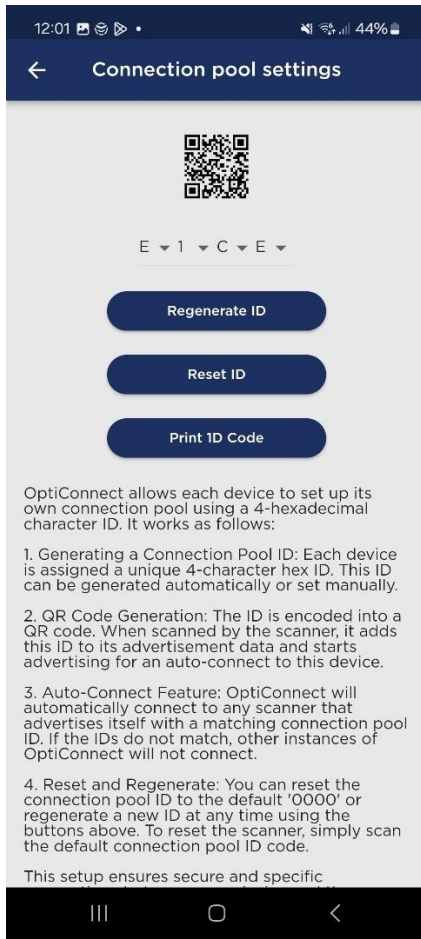 12:01
44%
Connection pool settings
E 1 C E
Regenerate ID
Reset ID
Print 1D Code
OptiConnect allows each device to set up its
own connection pool using a 4-hexadecimal
character ID. It works as follows:
1. Generating a Connection Pool ID: Each device
is assigned a unique 4-character hex ID. This ID
can be generated automatically or set manually.
2. QR Code Generation: The ID is encoded into a
QR code. When scanned by the scanner, it adds
this ID to its advertisement data and starts
advertising for an auto-connect to this device.
3. Auto-Connect Feature: OptiConnect will
automatically connect to any scanner that
advertises itself with a matching connection pool
ID. If the IDs do not match, other instances of
OptiConnect will not connect.
4. Reset and Regenerate: You can reset the
connection pool ID to the default '0000' or
regenerate a new ID at any time using the
buttons above. To reset the scanner, simply scan
the default connection pool ID code.
This setup ensures secure and specific